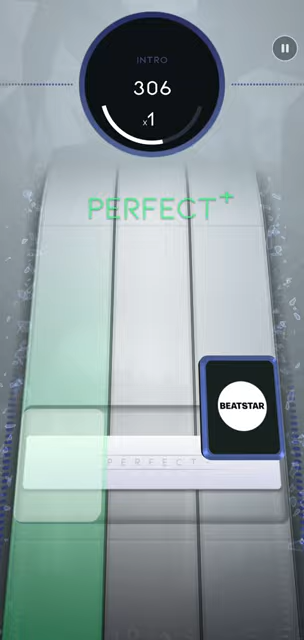 INTRO
306
x1
PERFECT+
BEATSTAR
PERFECT